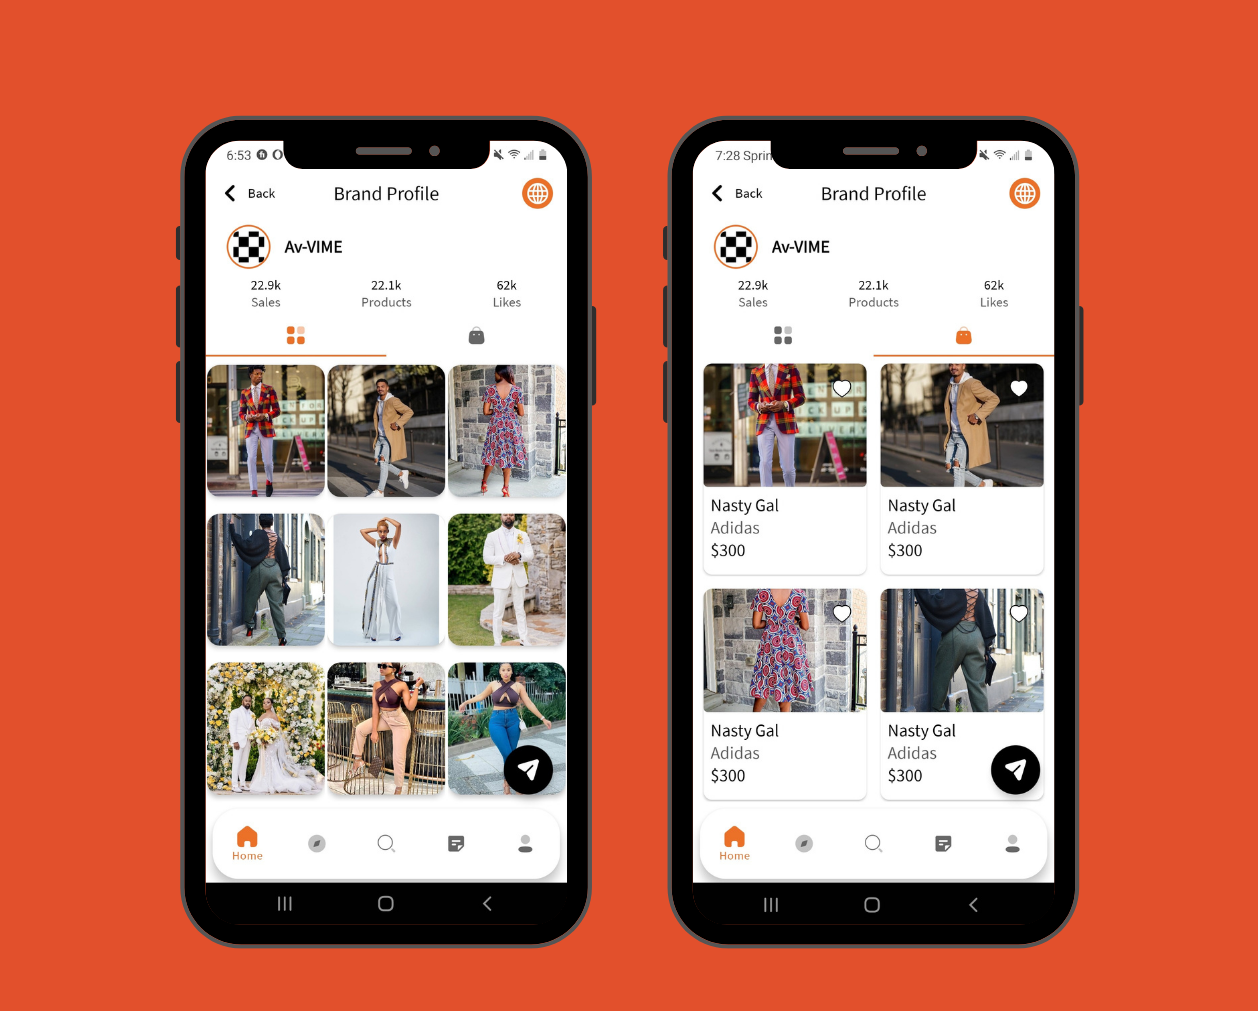 6:53
Back
Brand Profile
Av-VIME
22.9k
22.1k
62k
Sales
Products
Likes
Home
7:28 Sprin
Back
Brand Profile
Av-VIME
22.9k
22.1k
62k
Sales
Products
Likes
Nasty Gal
Adidas
$300
Nasty Gal
Adidas
$300
Nasty Gal
Adidas
$300
Nasty Gal
Adidas
$300
Home